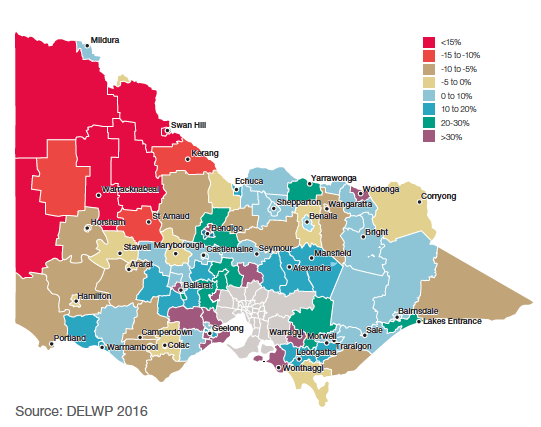 Mildura
<15%
-15 to -10%
-10 to -5%
-5 to 0%
0 to 10%
10 to 20%
20-30%
>30%
Swan Hill
Kerang
Echuca
Yarrawonga
Wodonga
Corryong
Warracknabeal
Shepparton
Wangaratta
Horsham
St Arnaud
Benalla
Bright
Bendigo
Stawell
Maryborough
Castlemaine
Seymour
Mansfield
Ararat
Alexandra
Hamilton
Ballarat
Bairnsdale
Lakes Entrance
Portland
Camperdown
Geelong
Warragul
Morwell
Sale
Warrnambool
Colac
Traralgon
Leongatha
Wonthaggi
Source: DELWP 2016